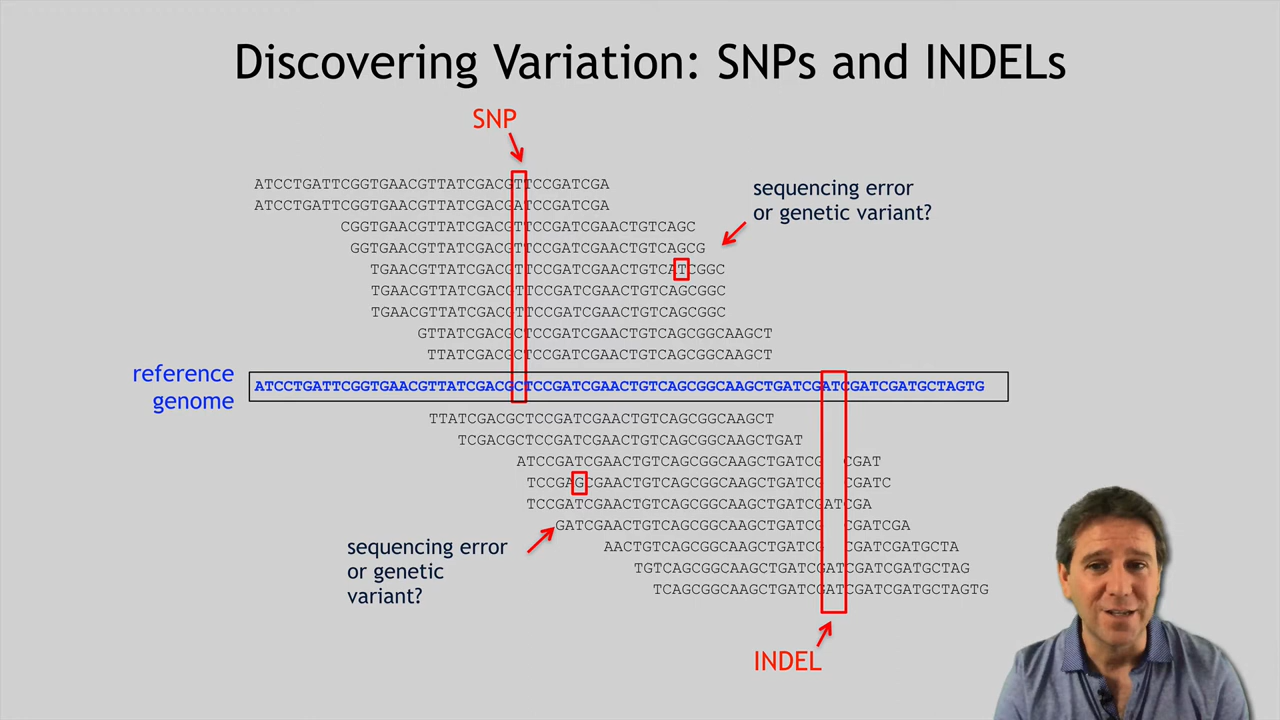 Discovering Variation: SNPs and INDELs
SNP
sequencing error
or genetic variant?
ATCCTGATTCGGTGAACGTTATCGACGTTCCGATCGA
ATCCTGATTCGGTGAACGTTATCGACGATCCGATCGA
CGGTGAACGTTATCGACGTTCCGATCGAACTGTCAGC
GGTGAACGTTATCGACGTTCCGATCGAACTGTCAGCG
TGAACGTTATCGACGTTCCGATCGAACTGTCATCGGC
TGAACGTTATCGACGTTCCGATCGAACTGTCAGCGGC
TGAACGTTATCGACGTTCCGATCGAACTGTCAGCGGC
GTTATCGACGCTCCGATCGAACTGTCAGCGGCAAGCT
TTATCGACGCTCCGATCGAACTGTCAGCGGCAAGCT
reference
genome
ATCCTGATTCGGTGAACGTTATCGACGCTCCGATCGAACTGTCAGCGGCAAGCTGATCGATCGATCGATGCTAGTG
TTATCGACGCTCCGATCGAACTGTCAGCGGCAAGCT
TCGACGCTCCGATCGAACTGTCAGCGGCAAGCTGAT
ATCCGATCGAACTGTCAGCGGCAAGCTGATCG CGAT
TCCGAGCGAACTGTCAGCGGCAAGCTGATCG CGATC
TCCGATCGAACTGTCAGCGGCAAGCTGATCGATCGA
GATCGAACTGTCAGCGGCAAGCTGATCG CGATCGA
AACTGTCAGCGGCAAGCTGATCG CGATCGATGCTA
TGTCAGCGGCAAGCTGATCGATCGATCGATGCTAG
TCAGCGGCAAGCTGATCGATCGATCGATGCTAGTG
sequencing error
or genetic
variant?
INDEL